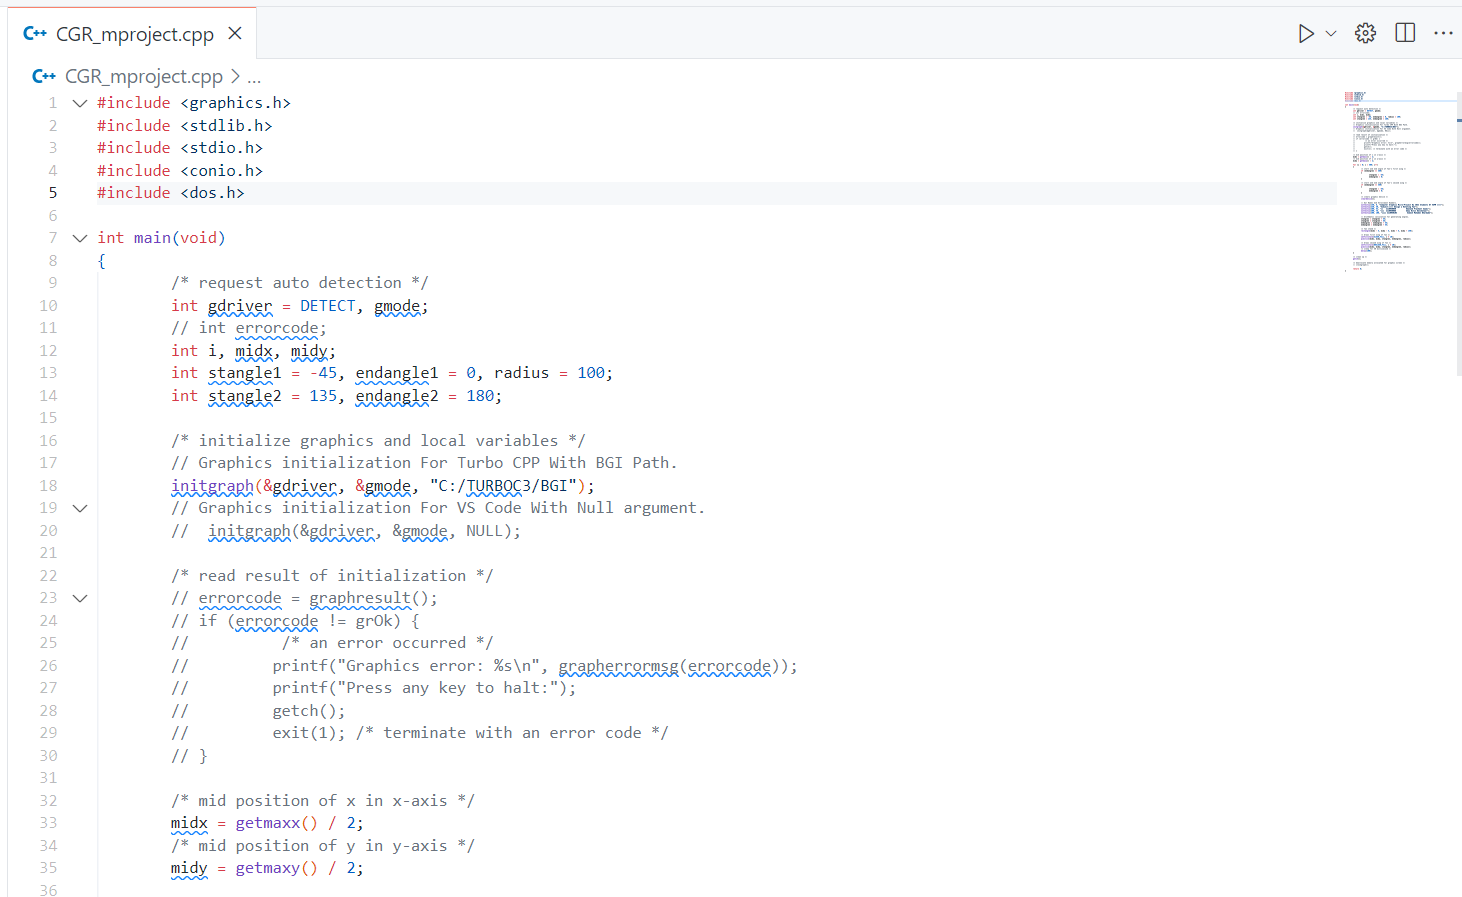 C++ CGR_mproject.cpp
C++ CGR_mproject.cpp > ...
1 #include <graphics.h>
2 #include <stdlib.h>
3 #include <stdio.h>
4 #include <conio.h>
5 #include <dos.h>
6
7 int main(void)
8 {
9 /* request auto detection */
10 int gdriver = DETECT, gmode;
11 // int errorcode;
12 int i, midx, midy;
13 int stangle1 = -45, endangle1 = 0, radius = 100;
14 int stangle2 = 135, endangle2 = 180;
15
16 /* initialize graphics and local variables */
17 // Graphics initialization For Turbo CPP With BGI Path.
18 initgraph(&gdriver, &gmode, "C:/TURBOC3/BGI");
19 // Graphics initialization For VS Code With Null argument.
20 //  initgraph(&gdriver, &gmode, NULL);
21
22 /* read result of initialization */
23 // errorcode = graphresult();
24 // if (errorcode != grOk) {
25 //          /* an error occurred */
26 //         printf("Graphics error: %s\n", grapherrormsg(errorcode));
27 //         printf("Press any key to halt:");
28 //         getch();
29 //         exit(1); /* terminate with an error code */
30 // }
31
32 /* mid position of x in x-axis */
33 midx = getmaxx() / 2;
34 /* mid position of y in y-axis */
35 midy = getmaxy() / 2;
36